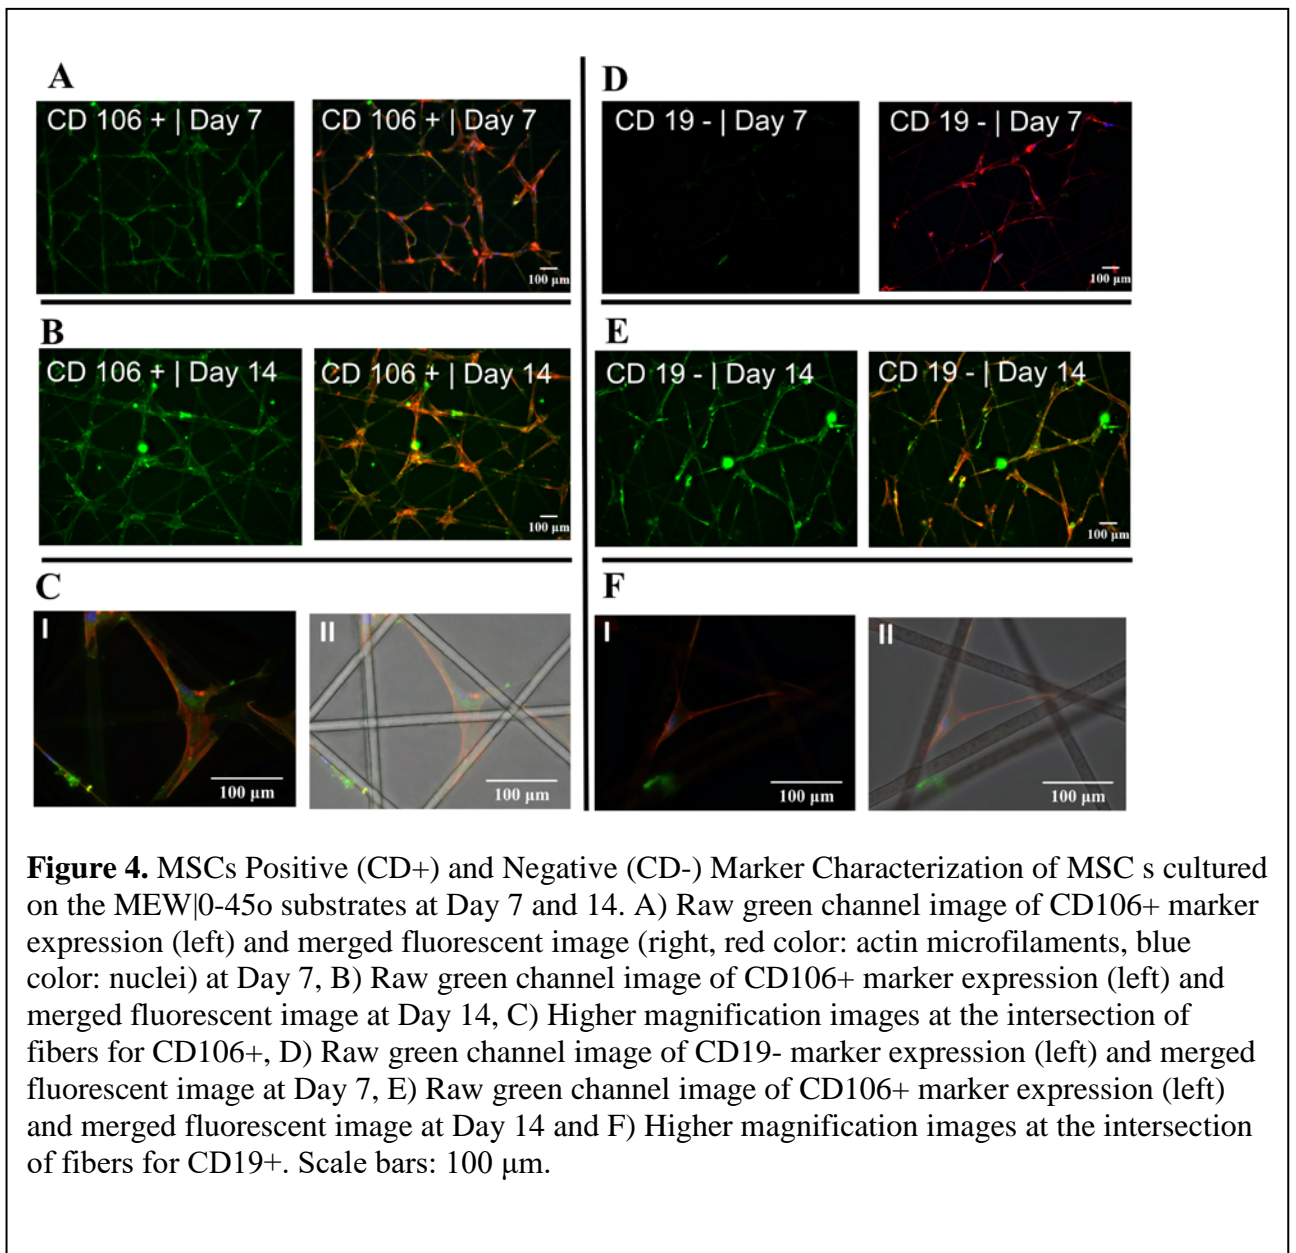 A
CD 106 + | Day 7
CD 106 + | Day 7
100 µm
B
CD 106 + | Day 14
CD 106 + | Day 14
100 µm
C
I
100 µm
II
100 µm
D
CD 19 - | Day 7
CD 19 - | Day 7
100 µm
E
CD 19 - | Day 14
CD 19 - | Day 14
100 µm
F
I
100 µm
II
100 µm
Figure 4. MSCs Positive (CD+) and Negative (CD-) Marker Characterization of MSC s cultured
on the MEW|0-45o substrates at Day 7 and 14. A) Raw green channel image of CD106+ marker
expression (left) and merged fluorescent image (right, red color: actin microfilaments, blue
color: nuclei) at Day 7, B) Raw green channel image of CD106+ marker expression (left) and
merged fluorescent image at Day 14, C) Higher magnification images at the intersection of
fibers for CD106+, D) Raw green channel image of CD19- marker expression (left) and merged
fluorescent image at Day 7, E) Raw green channel image of CD106+ marker expression (left)
and merged fluorescent image at Day 14 and F) Higher magnification images at the intersection
of fibers for CD19+. Scale bars: 100 µm.